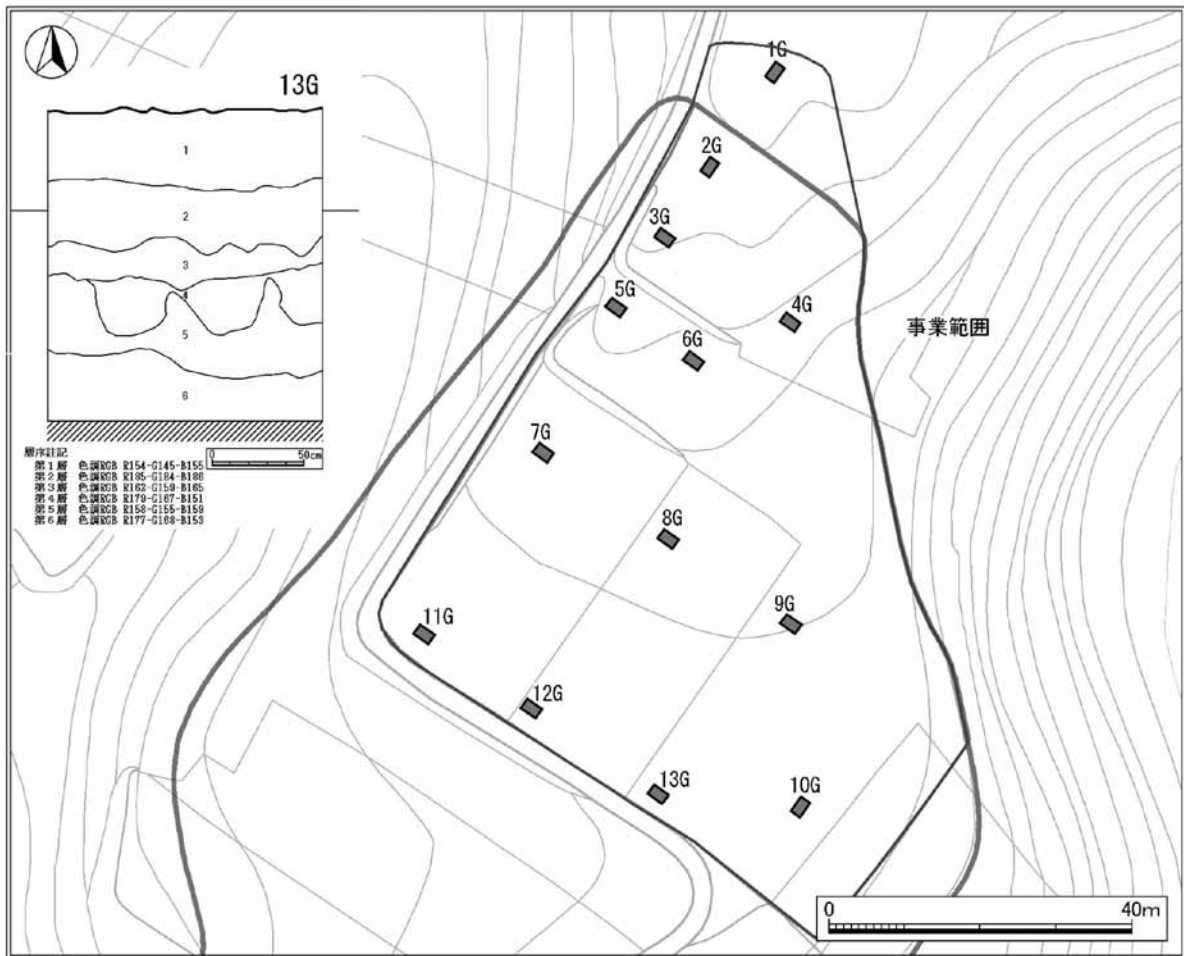 13G
1
2
3
4
5
6
層序註記
0 50cm
第1層 色調RGB R154-G145-B155
第2層 色調RGB R185-G184-B186
第3層 色調RGB R162-G159-B165
第4層 色調RGB R179-G167-B151
第5層 色調RGB R158-G155-B159
第6層 色調RGB R177-G168-B153
1G
2G
3G
5G
4G
事業範囲
6G
7G
8G
9G
11G
12G
13G
10G
0 40m